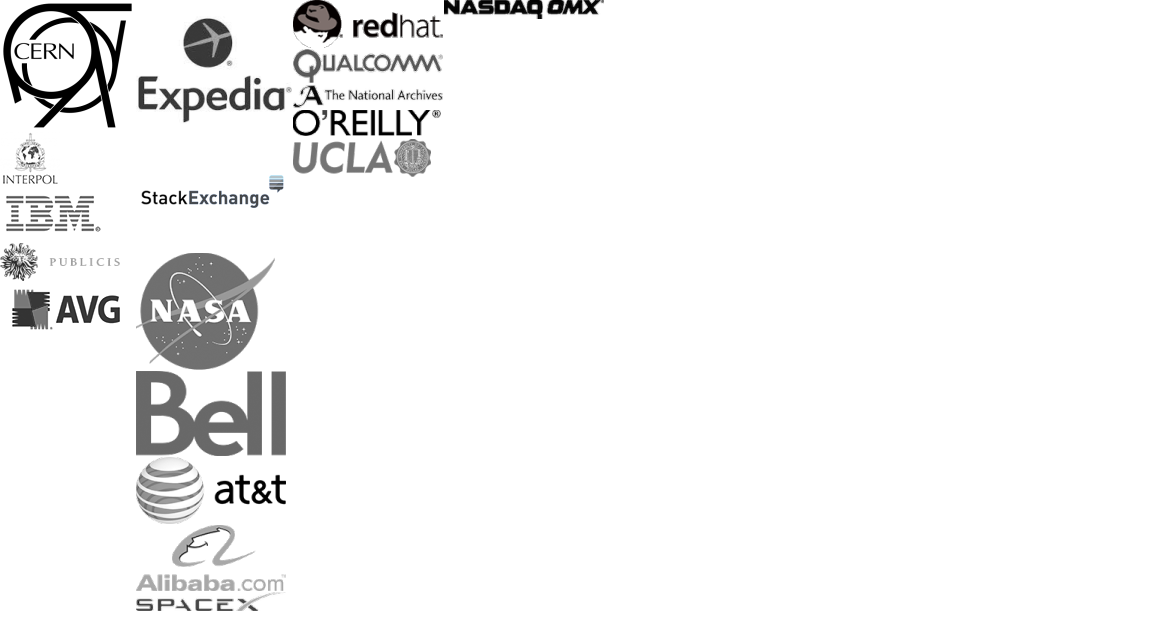 CERN
INTERPOL
IBM®
PUBLICIS
AVG
Expedia®
StackExchange
NASA
Bell
at&t
Alibaba.com™
SPACEX
redhat.
QUALCOMM®
A The National Archives
O'REILLY®
UCLA
NASDAQ OMX®